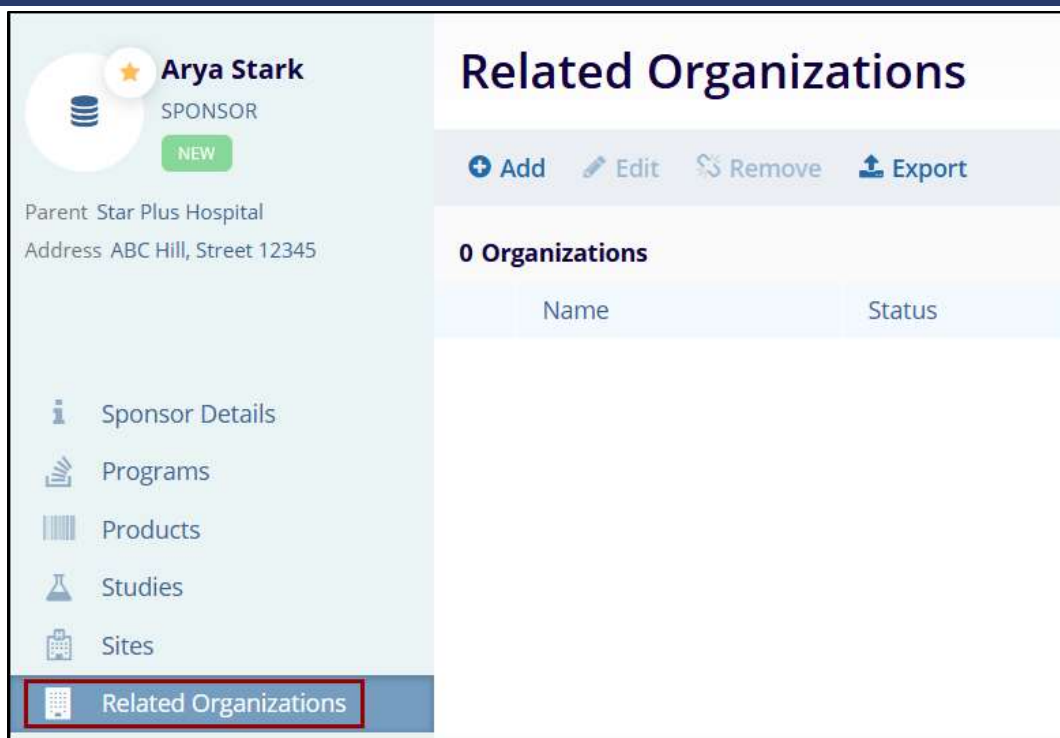 Arya Stark
SPONSOR
NEW
Parent Star Plus Hospital
Address ABC Hill, Street 12345
Sponsor Details
Programs
Products
Studies
Sites
Related Organizations
Related Organizations
Add Edit Remove Export
0 Organizations
Name Status